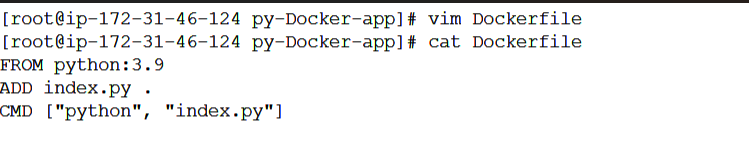 [root@ip-172-31-46-124 py-Docker-app]# vim Dockerfile
[root@ip-172-31-46-124 py-Docker-app]# cat Dockerfile
FROM python:3.9
ADD index.py .
CMD ["python", "index.py"]